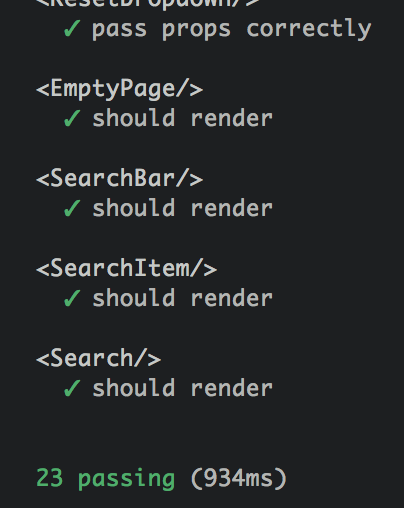 <ResetDropdown/>
✓ pass props correctly
<EmptyPage/>
✓ should render
<SearchBar/>
✓ should render
<SearchItem/>
✓ should render
<Search/>
✓ should render
23 passing (934ms)